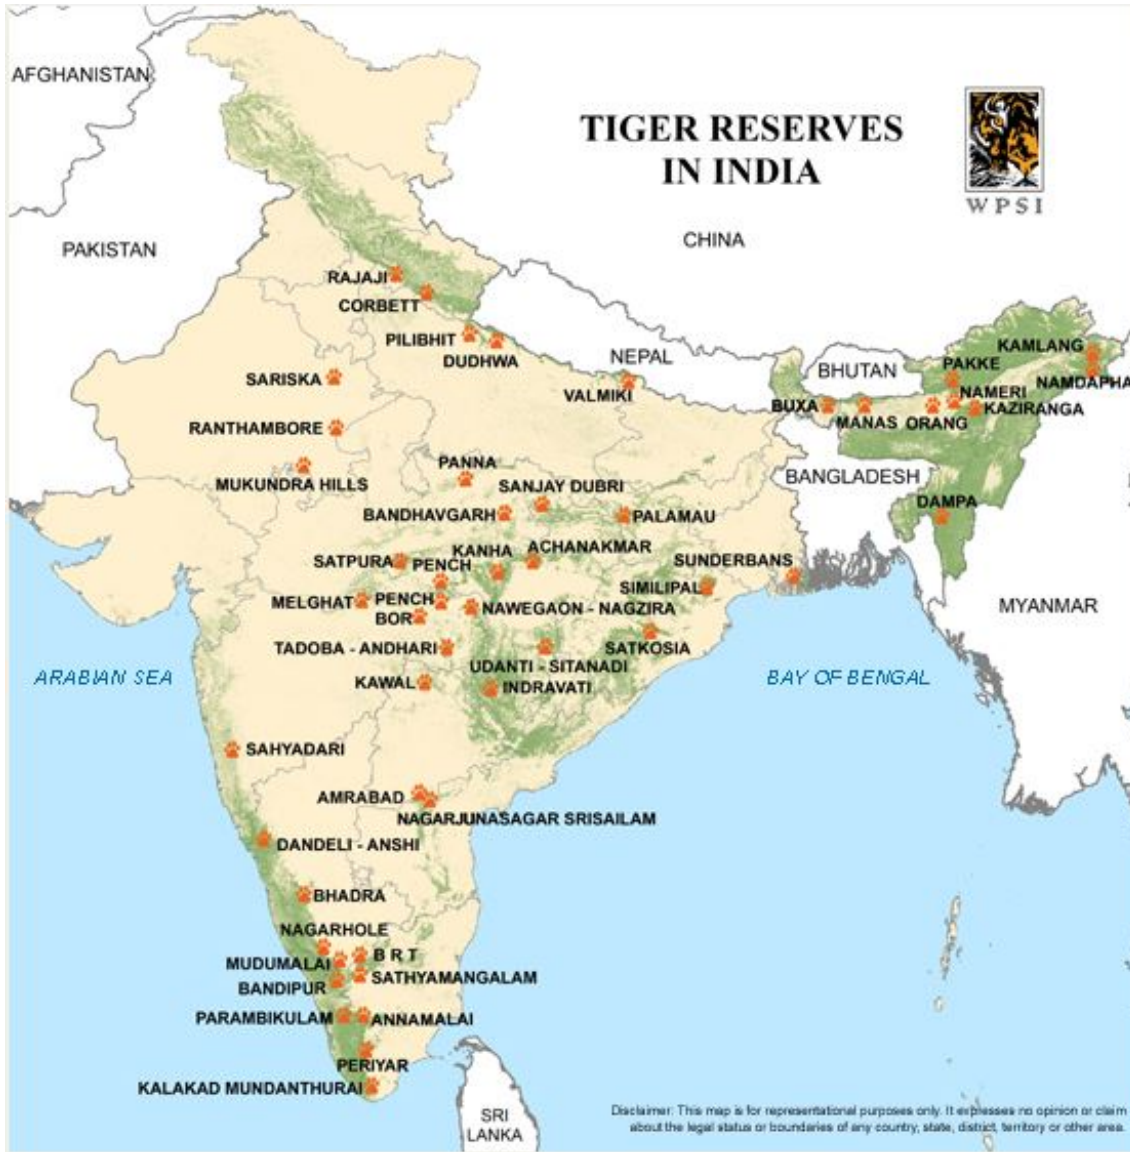 AFGHANISTAN
TIGER RESERVES
IN INDIA
WPSI
PAKISTAN
CHINA
RAJAJI
CORBETT
PILIBHIT
DUDHWA
NEPAL
BHUTAN
KAMLANG
PAKKE
NAMDAPHA
SARISKA
VALMIKI
NAMERI
BUXA
MANAS
ORANG
KAZIRANGA
RANTHAMBORE
PANNA
MUKUNDRA HILLS
SANJAY DUBRI
BANGLADESH
DAMPA
BANDHAVGARH
PALAMAU
KANHA
ACHANAKMAR
SATPURA
PENCH
SUNDERBANS
SIMILIPAL
MELGHAT
PENCH
NAWEGAON - NAGZIRA
MYANMAR
BOR
TADOBA - ANDHARI
SATKOSIA
UDANTI - SITANADI
ARABIAN SEA
BAY OF BENGAL
KAWAL
INDRAVATI
SAHYADARI
AMRABAD
NAGARJUNASAGAR SRISAILAM
DANDELI - ANSHI
BHADRA
NAGARHOLE
B R T
MUDUMALAI
SATHYAMANGALAM
BANDIPUR
PARAMBIKULAM
ANNAMALAI
PERIYAR
KALAKAD MUNDANTHURAI
SRI
LANKA
Disclaimer: This map is for representational purposes only. It expresses no opinion or claim
about the legal status or boundaries of any country, state, district, territory or other area.